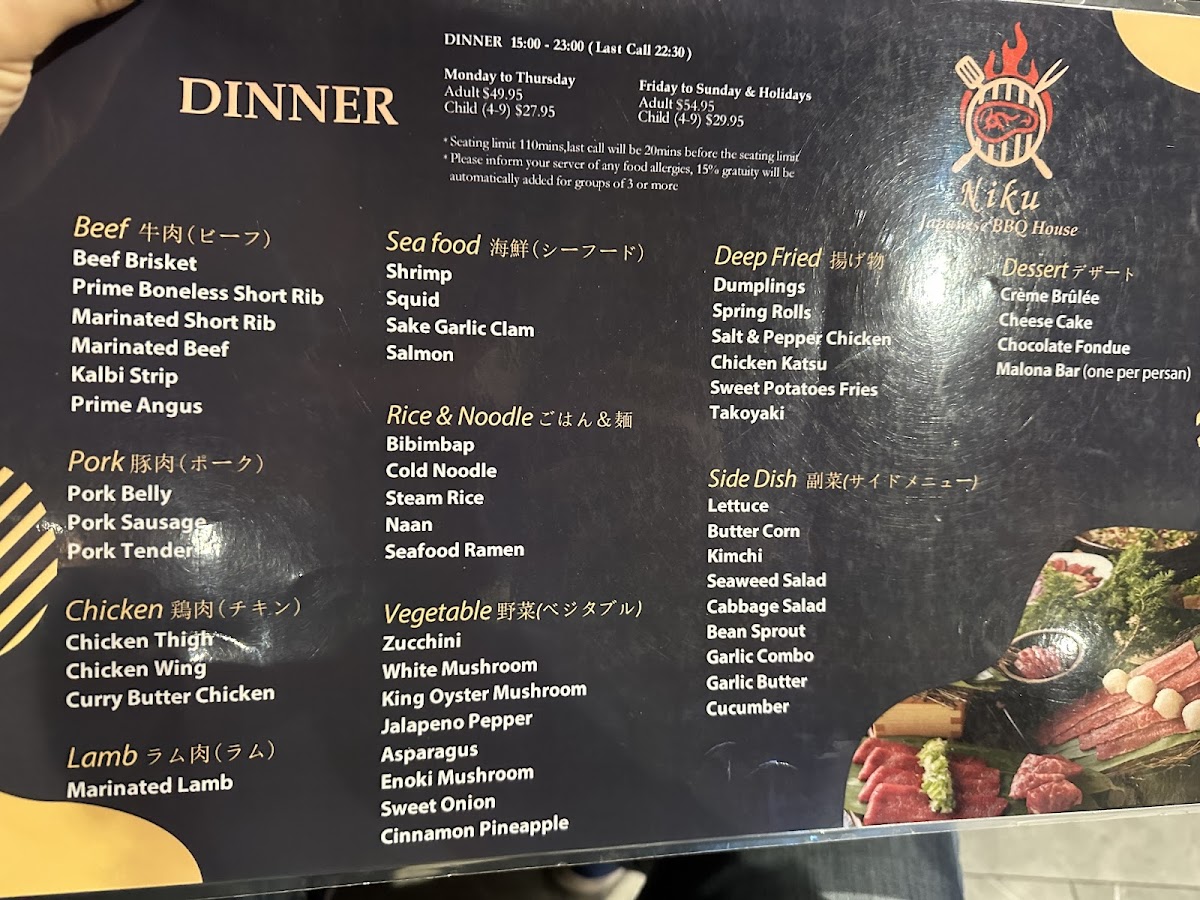 DINNER
DINNER 15:00 - 23:00 ( Last Call 22:30 )
Monday to Thursday
Adult $49.95
Child (4-9) $27.95
Friday to Sunday & Holidays
Adult $54.95
Child (4-9) $29.95
* Seating limit 110mins,last call will be 20mins before the seating limit
* Please inform your server of any food allergies, 15% gratuity will be
automatically added for groups of 3 or more
Niku
Japanese BBQ House
Beef 牛肉(ビーフ)
Beef Brisket
Prime Boneless Short Rib
Marinated Short Rib
Marinated Beef
Kalbi Strip
Prime Angus
Pork 豚肉(ポーク)
Pork Belly
Pork Sausage
Pork Tender
Chicken 鶏肉(チキン)
Chicken Thigh
Chicken Wing
Curry Butter Chicken
Lamb ラム肉(ラム)
Marinated Lamb
Sea food 海鮮(シーフード)
Shrimp
Squid
Sake Garlic Clam
Salmon
Rice & Noodle ごはん&麺
Bibimbap
Cold Noodle
Steam Rice
Naan
Seafood Ramen
Vegetable 野菜(ベジタブル)
Zucchini
White Mushroom
King Oyster Mushroom
Jalapeno Pepper
Asparagus
Enoki Mushroom
Sweet Onion
Cinnamon Pineapple
Deep Fried 揚げ物
Dumplings
Spring Rolls
Salt & Pepper Chicken
Chicken Katsu
Sweet Potatoes Fries
Takoyaki
Side Dish 副菜(サイドメニュー)
Lettuce
Butter Corn
Kimchi
Seaweed Salad
Cabbage Salad
Bean Sprout
Garlic Combo
Garlic Butter
Cucumber
Dessert デザート
Crème Brûlée
Cheese Cake
Chocolate Fondue
Malona Bar (one per persan)